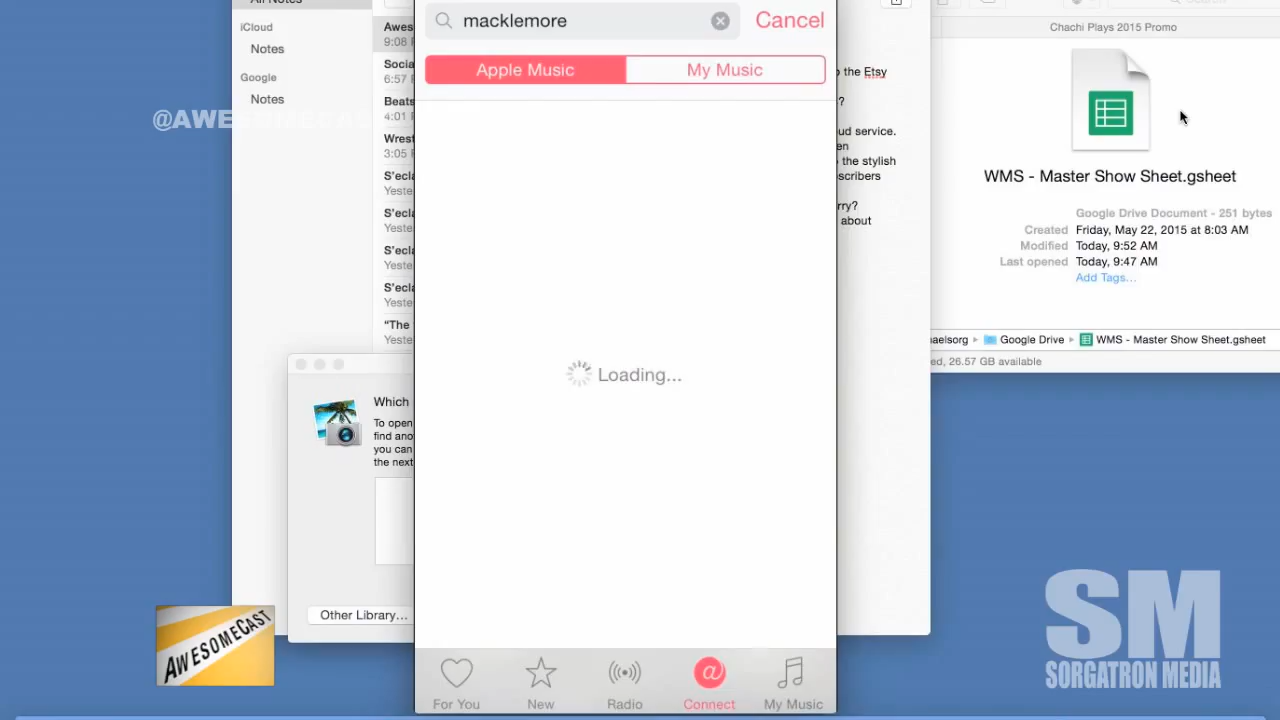 All Notes
iCloud
Notes
Google
Notes
@AWESOMECAST
Awes
9:08 P
Socia
6:57
Beats
4:01 P
Wrest
3:05 F
S'ecla
Yeste
S'ecla
Yeste
S'ecla
Yeste
S'ecla
Yeste
"The
Yeste
Which
To open
find ano
you can
the next
Other Library...
macklemore
Cancel
Apple Music
My Music
Loading...
For You
New
Radio
@
Connect
My Music
o the Etsy
?
ud service.
en
o the stylish
scribers
rry?
about
Search
Chachi Plays 2015 Promo
WMS - Master Show Sheet.gsheet
Google Drive Document - 251 bytes
Created Friday, May 22, 2015 at 8:03 AM
Modified Today, 9:52 AM
Last opened Today, 9:47 AM
Add Tags...
aelsorg ▸ Google Drive ▸ WMS - Master Show Sheet.gsheet
ed, 26.57 GB available
AWESOMECAST
SM
SORGATRON MEDIA